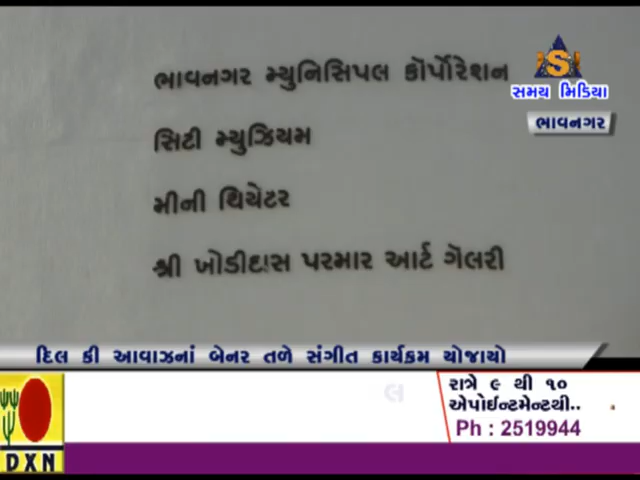 ભાવનગર મ્યુનિસિપલ કૉર્પોરેશન
સિટી મ્યુઝિયમ
મીની થિયેટર
શ્રી ખોડીદાસ પરમાર આર્ટ ગૅલરી
S
સમય મિડિયા
ભાવનગર
દિલ કી આવાઝનાં બેનર તળે સંગીત કાર્યક્રમ યોજાયો
DXN
લ
રાત્રે ૯ થી ૧૦
એપોઈન્ટમેન્ટથી..
Ph : 2519944